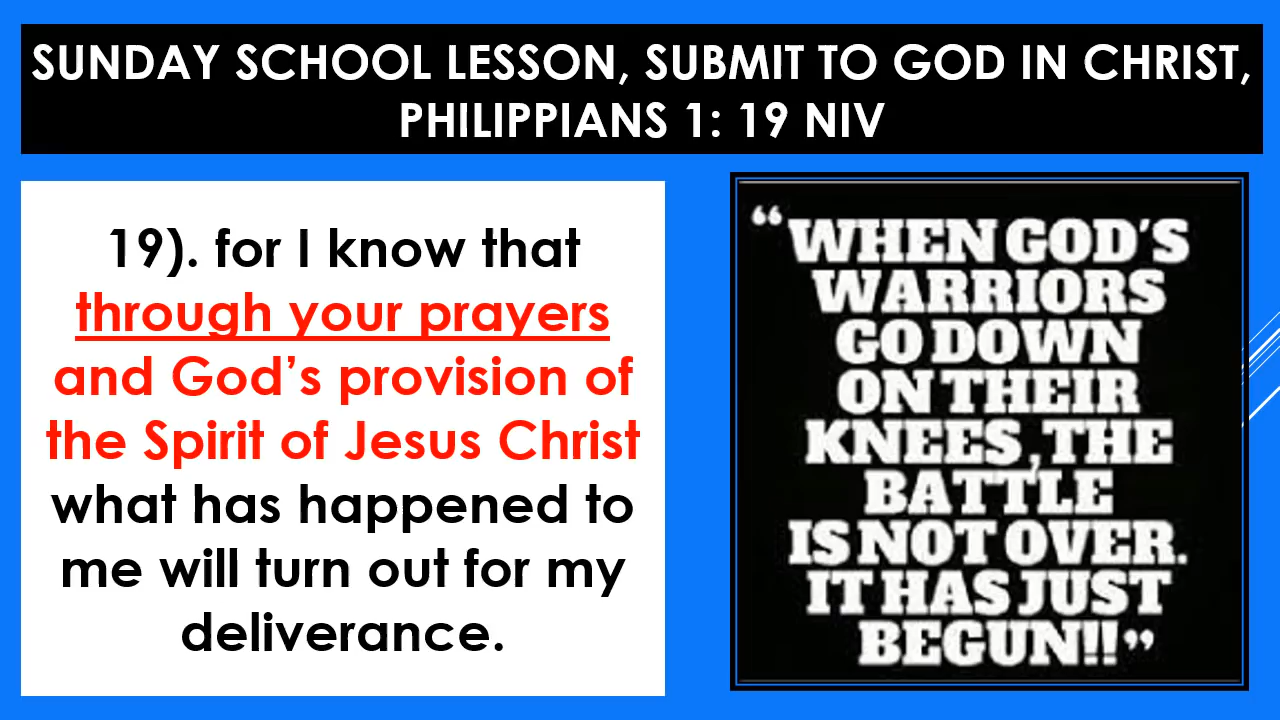 SUNDAY SCHOOL LESSON, SUBMIT TO GOD IN CHRIST,
PHILIPPIANS 1: 19 NIV
19). for I know that
through your prayers
and God’s provision of
the Spirit of Jesus Christ
what has happened to
me will turn out for my
deliverance.
“WHEN GOD’S
WARRIORS
GO DOWN
ON THEIR
KNEES ,THE
BATTLE
IS NOT OVER.
IT HAS JUST
BEGUN!!”